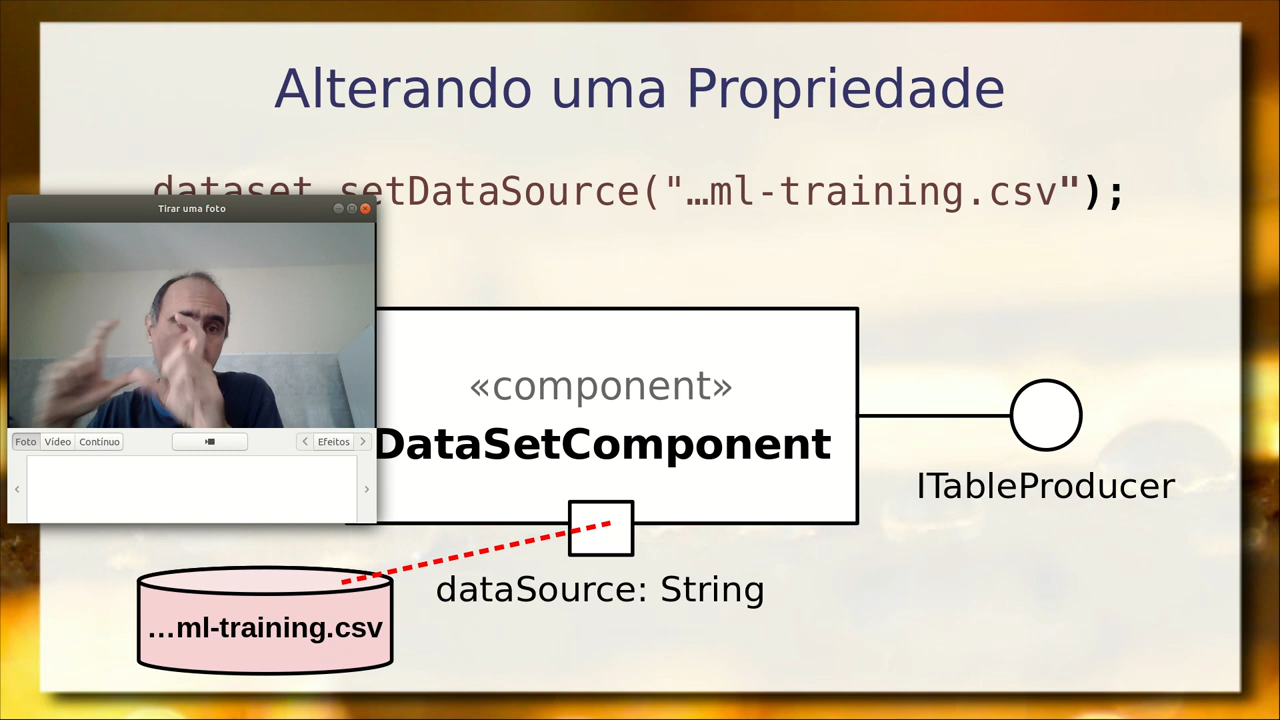 Alterando uma Propriedade
dataset.setDataSource("…ml-training.csv");
Tirar uma foto
Foto Vídeo Contínuo Efeitos
«component»
DataSetComponent
ITableProducer
dataSource: String
…ml-training.csv